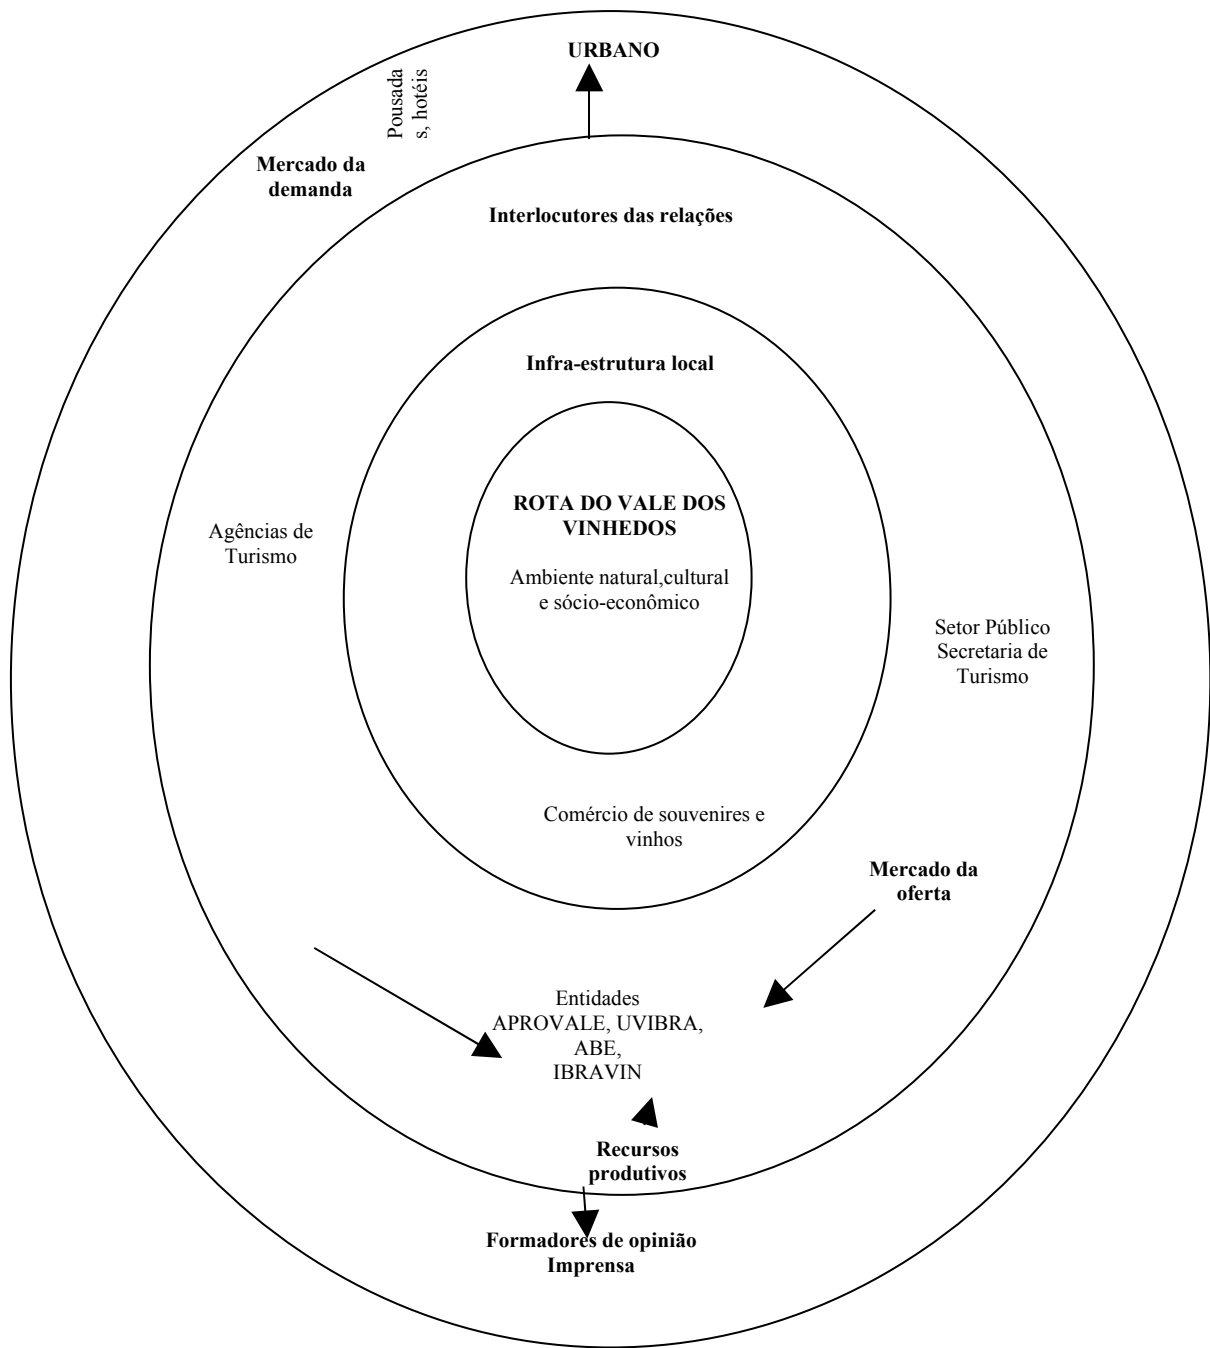 URBANO
Pousada
s, hotéis
Mercado da
demanda
Interlocutores das relações
Infra-estrutura local
ROTA DO VALE DOS
VINHEDOS
Ambiente natural,cultural
e sócio-econômico
Agências de
Turismo
Setor Público
Secretaria de
Turismo
Comércio de souvenires e
vinhos
Mercado da
oferta
Entidades
APROVALE, UVIBRA,
ABE,
IBRAVIN
Recursos
produtivos
Formadores de opinião
Imprensa